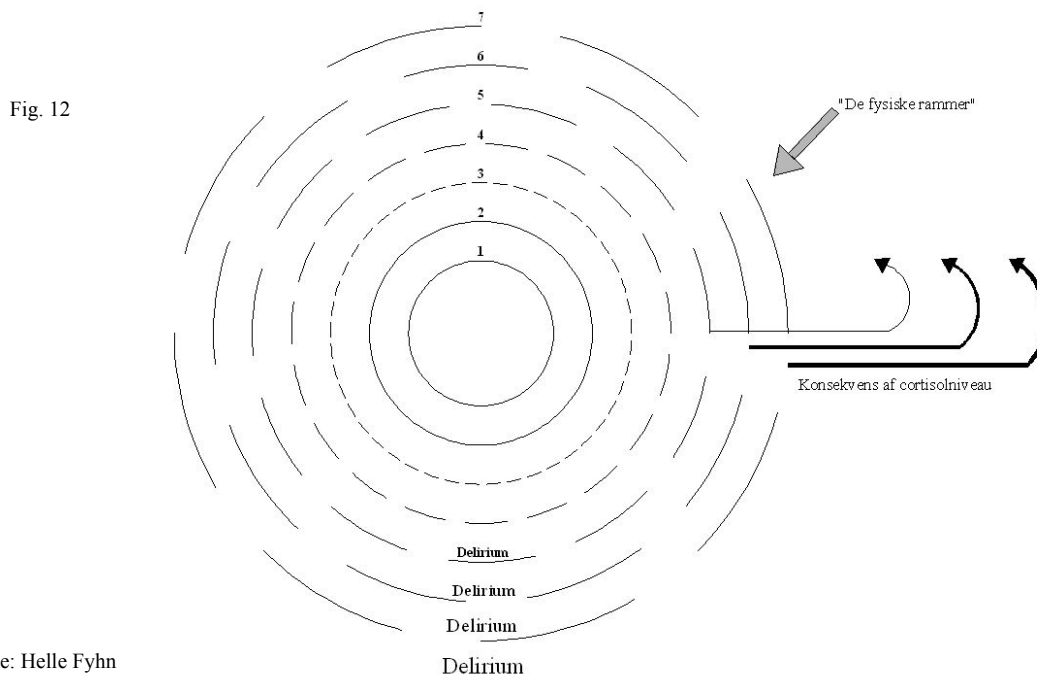 7
6
Fig. 12
"De fysiske rammer"
5
4
3
2
1
Konsekvens af cortisolniveau
Delirium
Delirium
Delirium
e: Helle Fyhn
Delirium